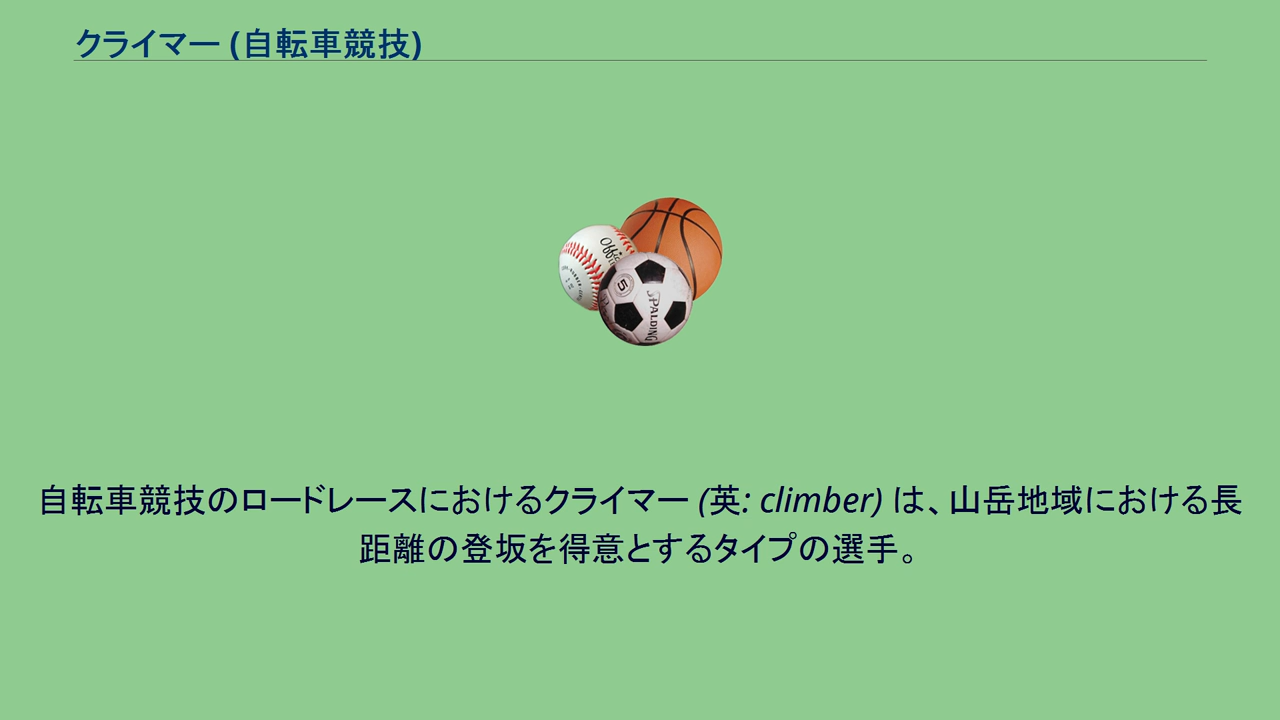 クライマー (自転車競技)
Offic
5
SPALDING
自転車競技のロードレースにおけるクライマー (英: climber) は、山岳地域における長
距離の登坂を得意とするタイプの選手。